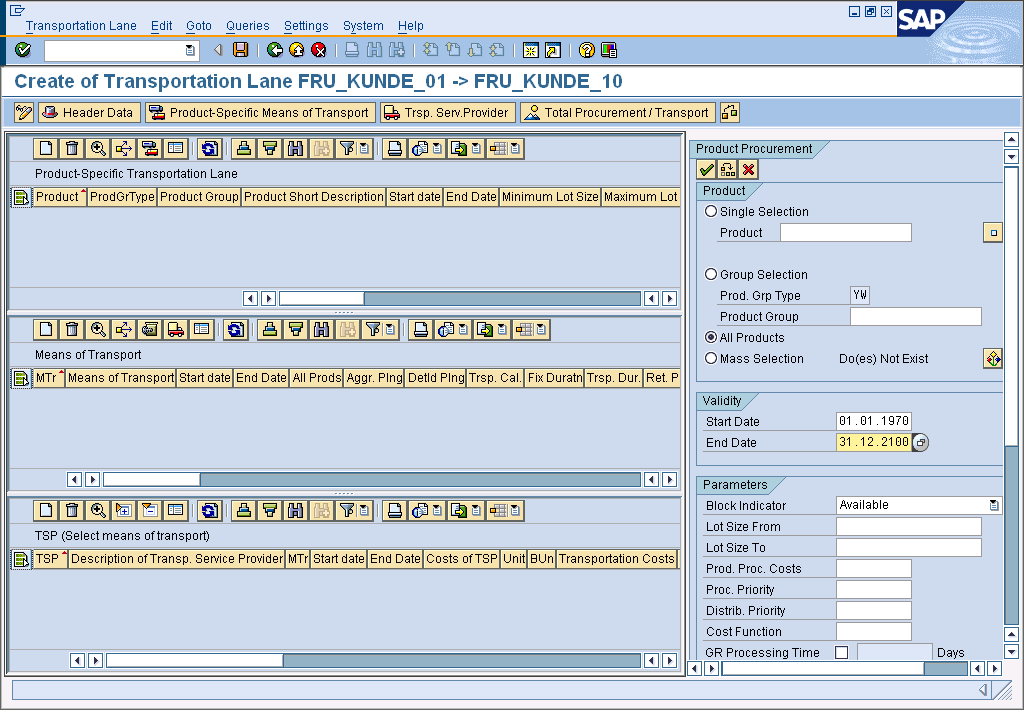 Transportation Lane Edit Goto Queries Settings System Help
SAP
Create of Transportation Lane FRU_KUNDE_01 -> FRU_KUNDE_10
Header Data Product-Specific Means of Transport Trsp. Serv.Provider Total Procurement / Transport
Product-Specific Transportation Lane
Product ProdGrType Product Group Product Short Description Start date End Date Minimum Lot Size Maximum Lot
Means of Transport
MTr Means of Transport Start date End Date All Prods Aggr. Plng Detld Plng Trsp. Cal. Fix Duratn Trsp. Dur. Ret. P
TSP (Select means of transport)
TSP Description of Transp. Service Provider MTr Start date End Date Costs of TSP Unit BUn Transportation Costs
Product Procurement
Product
Single Selection
Product
Group Selection
Prod. Grp Type YW
Product Group
All Products
Mass Selection Do(es) Not Exist
Validity
Start Date 01.01.1970
End Date 31.12.2100
Parameters
Block Indicator Available
Lot Size From
Lot Size To
Prod. Proc. Costs
Proc. Priority
Distrib. Priority
Cost Function
GR Processing Time Days